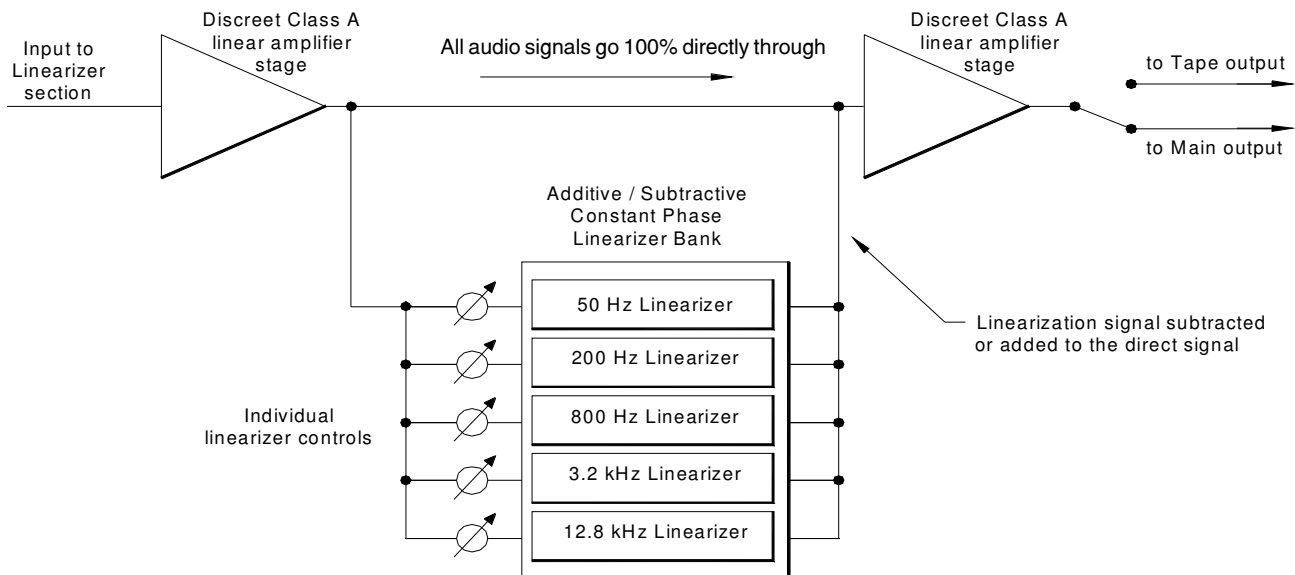 Discreet Class A
linear amplifier
stage
Input to
Linearizer
section
All audio signals go 100% directly through
Discreet Class A
linear amplifier
stage
to Tape output
to Main output
Additive / Subtractive
Constant Phase
Linearizer Bank
50 Hz Linearizer
200 Hz Linearizer
800 Hz Linearizer
3.2 kHz Linearizer
12.8 kHz Linearizer
Individual
linearizer controls
Linearization signal subtracted
or added to the direct signal